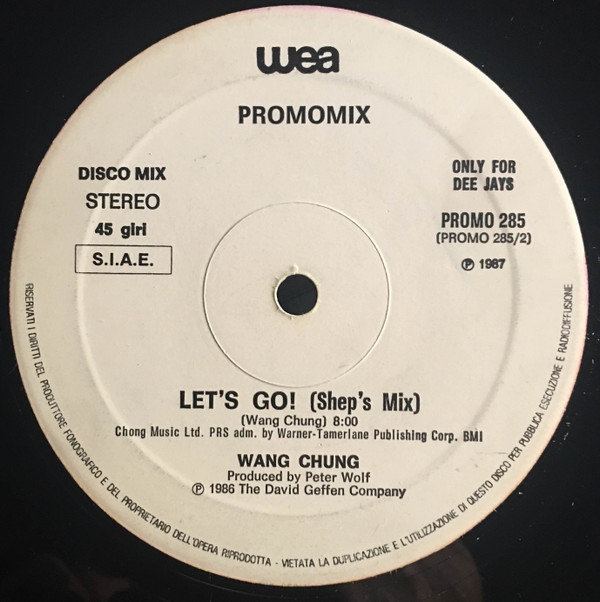 wea
PROMOMIX
DISCO MIX
STEREO
45 giri
S.I.A.E.
ONLY FOR
DEE JAYS
PROMO 285
(PROMO 285/2)
℗ 1987
LET'S GO! (Shep's Mix)
(Wang Chung) 8:00
Chong Music Ltd. PRS adm. by Warner-Tamerlane Publishing Corp. BMI
WANG CHUNG
Produced by Peter Wolf
℗ 1986 The David Geffen Company
RISERVATI I DIRITTI DEL PRODUTTORE FONOGRAFICO E DEL PROPRIETARIO DELL'OPERA RIPRODOTTA - VIETATA LA DUPLICAZIONE E L'UTILIZZAZIONE DI QUESTO DISCO PER PUBBLICA ESECUZIONE E RADIODIFFUSIONE